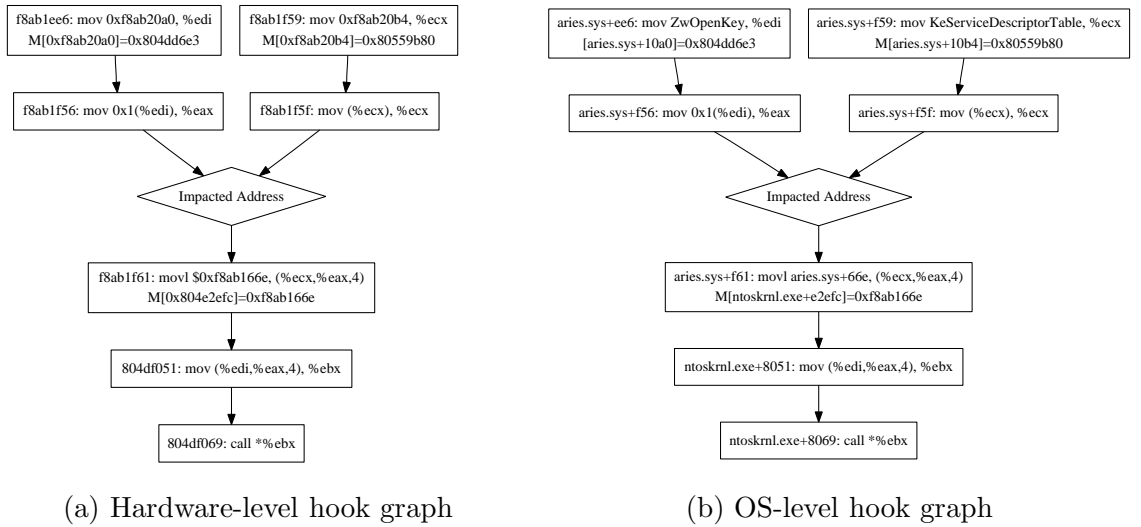 f8ab1ee6: mov 0xf8ab20a0, %edi
M[0xf8ab20a0]=0x804dd6e3
f8ab1f59: mov 0xf8ab20b4, %ecx
M[0xf8ab20b4]=0x80559b80
f8ab1f56: mov 0x1(%edi), %eax
f8ab1f5f: mov (%ecx), %ecx
Impacted Address
f8ab1f61: movl $0xf8ab166e, (%ecx,%eax,4)
M[0x804e2efc]=0xf8ab166e
804df051: mov (%edi,%eax,4), %ebx
804df069: call *%ebx
(a) Hardware-level hook graph
aries.sys+ee6: mov ZwOpenKey, %edi
[aries.sys+10a0]=0x804dd6e3
aries.sys+f59: mov KeServiceDescriptorTable, %ecx
M[aries.sys+10b4]=0x80559b80
aries.sys+f56: mov 0x1(%edi), %eax
aries.sys+f5f: mov (%ecx), %ecx
Impacted Address
aries.sys+f61: movl aries.sys+66e, (%ecx,%eax,4)
M[ntoskrnl.exe+e2efc]=0xf8ab166e
ntoskrnl.exe+8051: mov (%edi,%eax,4), %ebx
ntoskrnl.exe+8069: call *%ebx
(b) OS-level hook graph